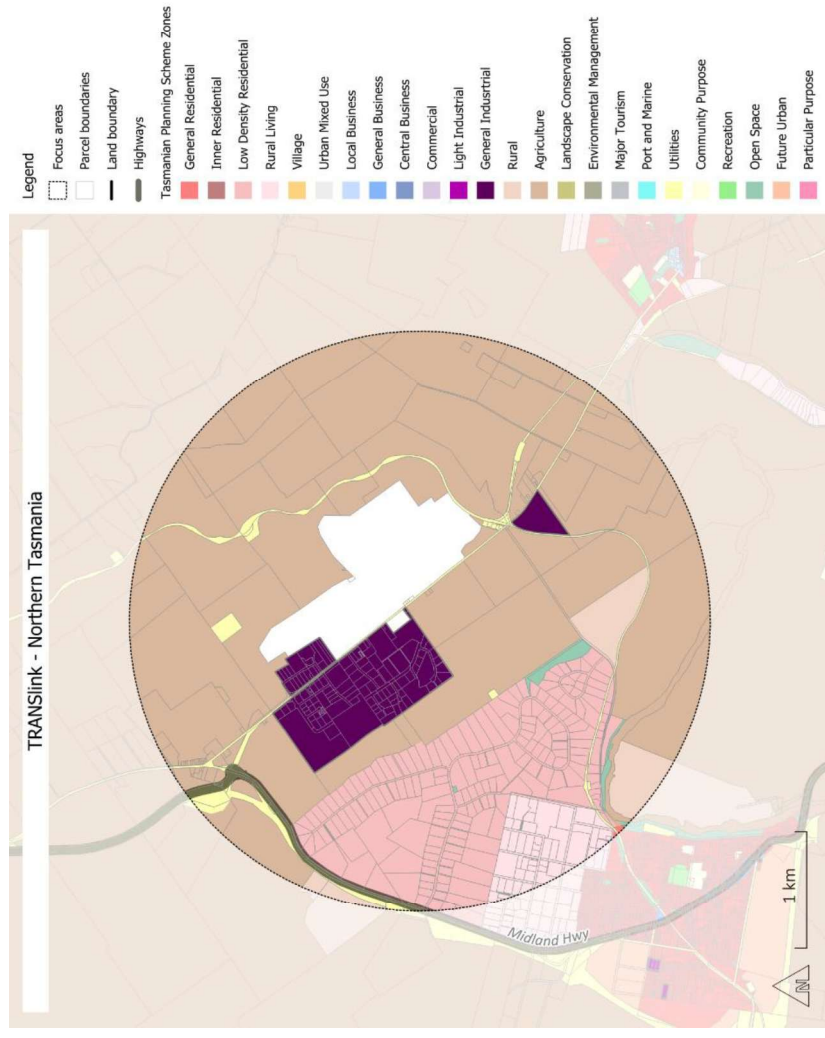 TRANSlink - Northern Tasmania
Midland Hwy
N
1 km
Legend
Focus areas
Parcel boundaries
Land boundary
Highways
Tasmanian Planning Scheme Zones
General Residential
Inner Residential
Low Density Residential
Rural Living
Village
Urban Mixed Use
Local Business
General Business
Central Business
Commercial
Light Industrial
General Indusrtrial
Rural
Agriculture
Landscape Conservation
Environmental Management
Major Tourism
Port and Marine
Utilities
Community Purpose
Recreation
Open Space
Future Urban
Particular Purpose